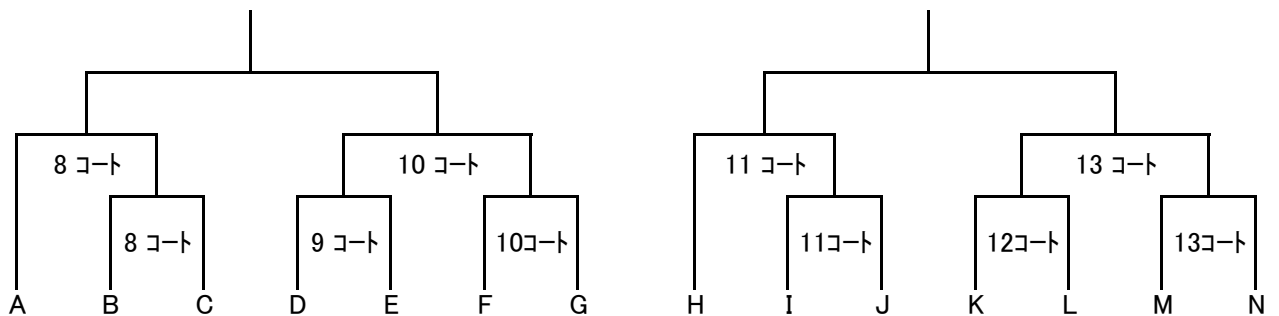 8 コート 10 コート 11 コート 13 コート
8 コート 9 コート 10コート 11コート 12コート 13コート
A B C D E F G H I J K L M N